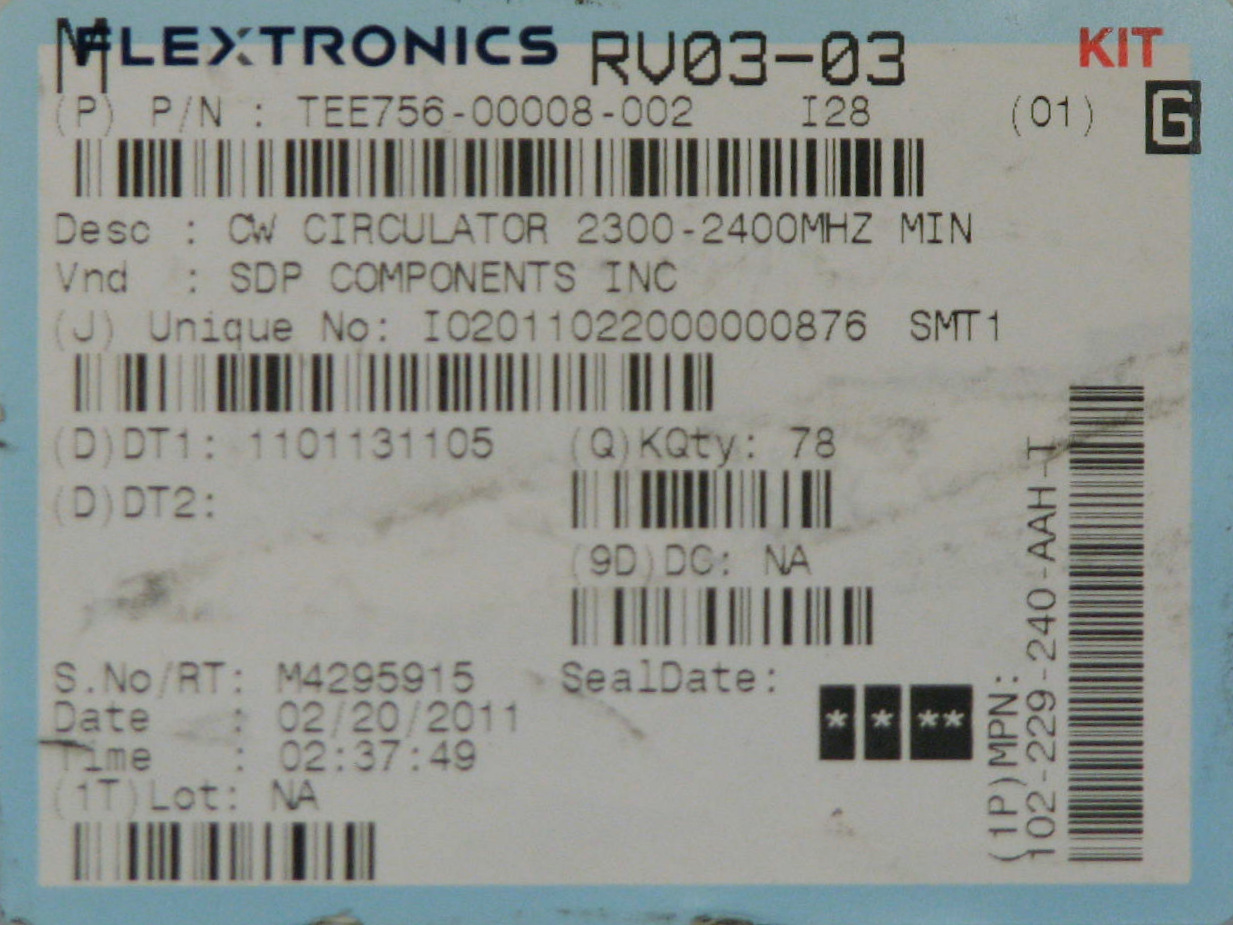 M FLEXTRONICS RV03-03 KIT
(P) P/N : TEE756-00008-002 I28 (01) G
Desc : CW CIRCULATOR 2300-2400MHZ MIN
Vnd : SDP COMPONENTS INC
(J) Unique No: IO2011022000000876 SMT1
(D)DT1: 1101131105 (Q)KQty: 78
(D)DT2:
(9D)DC: NA
S.No/RT: M4295915 SealDate:
Date : 02/20/2011
Time : 02:37:49
* * **
(1T)Lot: NA
(1P)MPN:
102-229-240-AAH-T